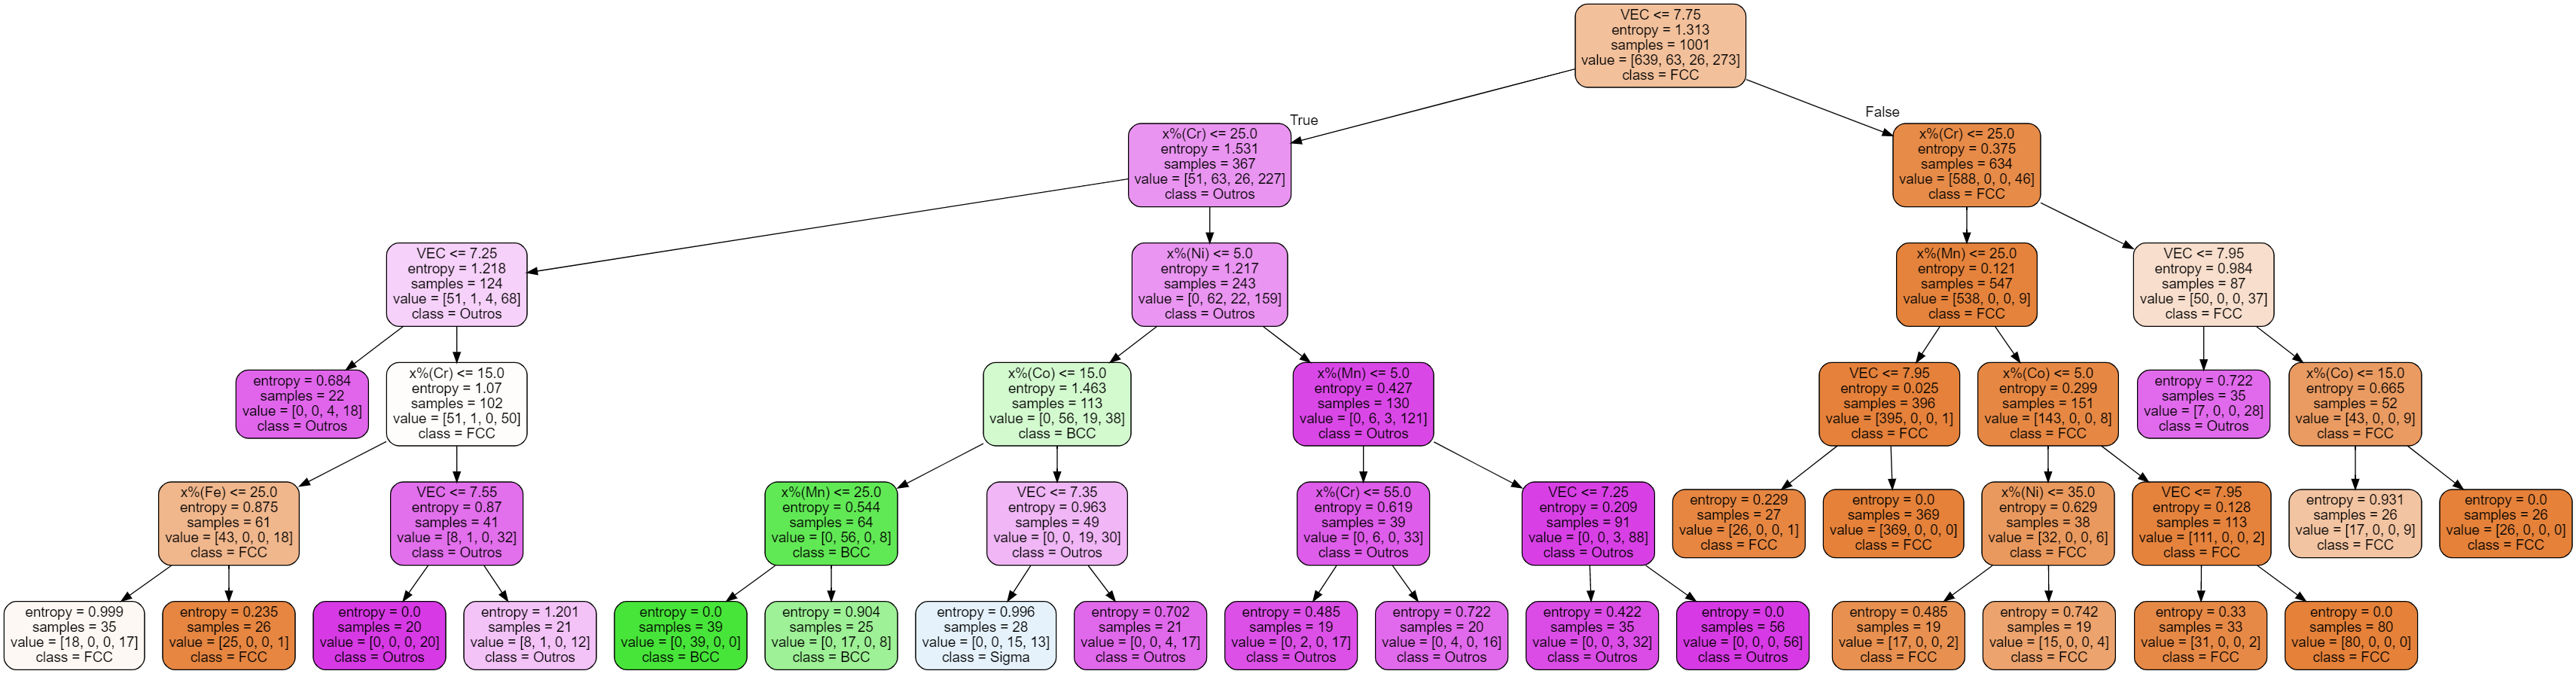 VEC <= 7.75
entropy = 1.313
samples = 1001
value = [639, 63, 26, 273]
class = FCC
True
False
x%(Cr) <= 25.0
entropy = 1.531
samples = 367
value = [51, 63, 26, 227]
class = Outros
x%(Cr) <= 25.0
entropy = 0.375
samples = 634
value = [588, 0, 0, 46]
class = FCC
VEC <= 7.25
entropy = 1.218
samples = 124
value = [51, 1, 4, 68]
class = Outros
x%(Ni) <= 5.0
entropy = 1.217
samples = 243
value = [0, 62, 22, 159]
class = Outros
x%(Mn) <= 25.0
entropy = 0.121
samples = 547
value = [538, 0, 0, 9]
class = FCC
VEC <= 7.95
entropy = 0.984
samples = 87
value = [50, 0, 0, 37]
class = FCC
entropy = 0.684
samples = 22
value = [0, 0, 4, 18]
class = Outros
x%(Cr) <= 15.0
entropy = 1.07
samples = 102
value = [51, 1, 0, 50]
class = FCC
x%(Co) <= 15.0
entropy = 1.463
samples = 113
value = [0, 56, 19, 38]
class = BCC
x%(Mn) <= 5.0
entropy = 0.427
samples = 130
value = [0, 6, 3, 121]
class = Outros
VEC <= 7.95
entropy = 0.025
samples = 396
value = [395, 0, 0, 1]
class = FCC
x%(Co) <= 5.0
entropy = 0.299
samples = 151
value = [143, 0, 0, 8]
class = FCC
entropy = 0.722
samples = 35
value = [7, 0, 0, 28]
class = Outros
x%(Co) <= 15.0
entropy = 0.665
samples = 52
value = [43, 0, 0, 9]
class = FCC
x%(Fe) <= 25.0
entropy = 0.875
samples = 61
value = [43, 0, 0, 18]
class = FCC
VEC <= 7.55
entropy = 0.87
samples = 41
value = [8, 1, 0, 32]
class = Outros
x%(Mn) <= 25.0
entropy = 0.544
samples = 64
value = [0, 56, 0, 8]
class = BCC
VEC <= 7.35
entropy = 0.963
samples = 49
value = [0, 0, 19, 30]
class = Outros
x%(Cr) <= 55.0
entropy = 0.619
samples = 39
value = [0, 6, 0, 33]
class = Outros
VEC <= 7.25
entropy = 0.209
samples = 91
value = [0, 0, 3, 88]
class = Outros
entropy = 0.229
samples = 27
value = [26, 0, 0, 1]
class = FCC
entropy = 0.0
samples = 369
value = [369, 0, 0, 0]
class = FCC
x%(Ni) <= 35.0
entropy = 0.629
samples = 38
value = [32, 0, 0, 6]
class = FCC
VEC <= 7.95
entropy = 0.128
samples = 113
value = [111, 0, 0, 2]
class = FCC
entropy = 0.931
samples = 26
value = [17, 0, 0, 9]
class = FCC
entropy = 0.0
samples = 26
value = [26, 0, 0, 0]
class = FCC
entropy = 0.999
samples = 35
value = [18, 0, 0, 17]
class = FCC
entropy = 0.235
samples = 26
value = [25, 0, 0, 1]
class = FCC
entropy = 0.0
samples = 20
value = [0, 0, 0, 20]
class = Outros
entropy = 1.201
samples = 21
value = [8, 1, 0, 12]
class = Outros
entropy = 0.0
samples = 39
value = [0, 39, 0, 0]
class = BCC
entropy = 0.904
samples = 25
value = [0, 17, 0, 8]
class = BCC
entropy = 0.996
samples = 28
value = [0, 0, 15, 13]
class = Sigma
entropy = 0.702
samples = 21
value = [0, 0, 4, 17]
class = Outros
entropy = 0.485
samples = 19
value = [0, 2, 0, 17]
class = Outros
entropy = 0.722
samples = 20
value = [0, 4, 0, 16]
class = Outros
entropy = 0.422
samples = 35
value = [0, 0, 3, 32]
class = Outros
entropy = 0.0
samples = 56
value = [0, 0, 0, 56]
class = Outros
entropy = 0.485
samples = 19
value = [17, 0, 0, 2]
class = FCC
entropy = 0.742
samples = 19
value = [15, 0, 0, 4]
class = FCC
entropy = 0.33
samples = 33
value = [31, 0, 0, 2]
class = FCC
entropy = 0.0
samples = 80
value = [80, 0, 0, 0]
class = FCC